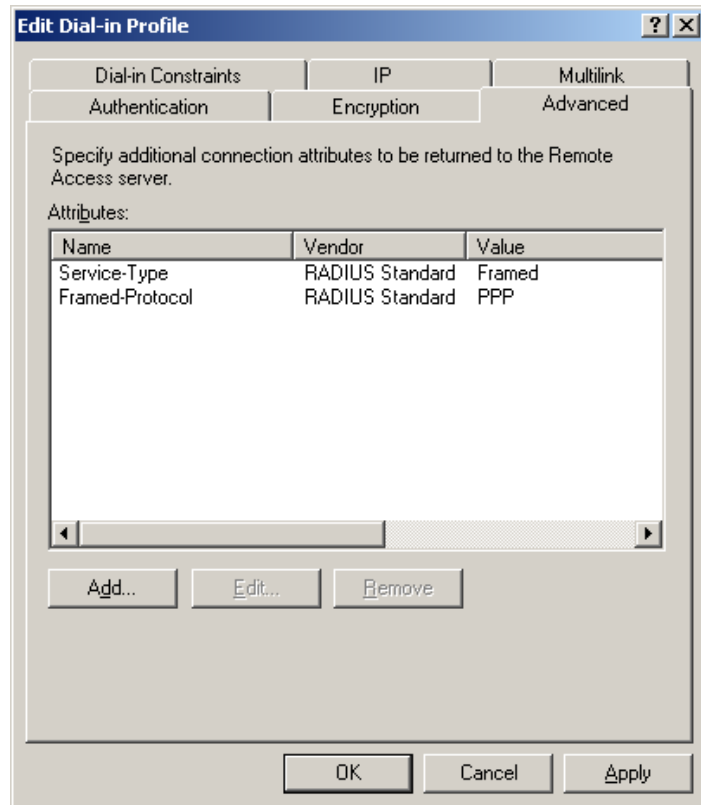 Edit Dial-in Profile
Dial-in Constraints IP Multilink
Authentication Encryption Advanced
Specify additional connection attributes to be returned to the Remote
Access server.
Attributes:
Name Vendor Value
Service-Type RADIUS Standard Framed
Framed-Protocol RADIUS Standard PPP
Add... Edit... Remove
OK Cancel Apply